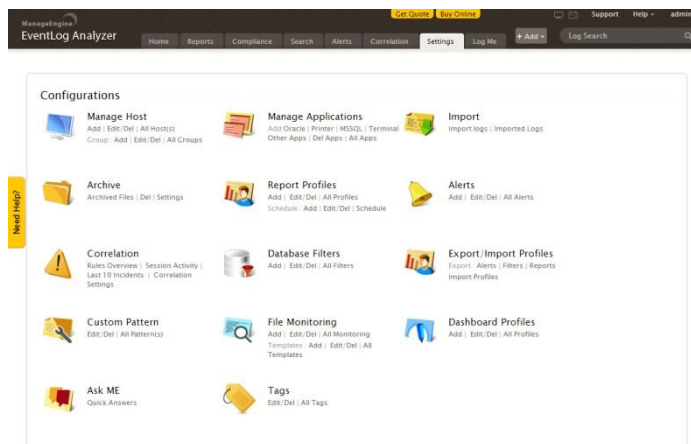 ManageEngine
EventLog Analyzer
Get Quote Buy Online
Support Help admin
Home Reports Compliance Search Alerts Correlation Settings Log Me + Add Log Search
Need Help?
Configurations
Manage Host
Add | Edit/Del | All Host(s)
Group : Add | Edit/Del | All Groups
Manage Applications
Add:Oracle | Printer | MSSQL | Terminal
Other Apps | Del Apps | All Apps
Import
Import logs | Imported Logs
Archive
Archived Files | Del | Settings
Report Profiles
Add | Edit/Del | All Profiles
Schedule : Add | Edit/Del | Schedule
Alerts
Add | Edit/Del | All Alerts
Correlation
Rules Overview | Session Activity |
Last 10 Incidents | Correlation
Settings
Database Filters
Add | Edit/Del | All Filters
Export/Import Profiles
Export : Alerts | Filters | Reports
Import Profiles
Custom Pattern
Edit/Del | All Pattern(s)
File Monitoring
Add | Edit/Del | All Monitoring
Templates : Add | Edit/Del | All
Templates
Dashboard Profiles
Add | Edit/Del | All Profiles
Ask ME
Quick Answers
Tags
Edit/Del | All Tags